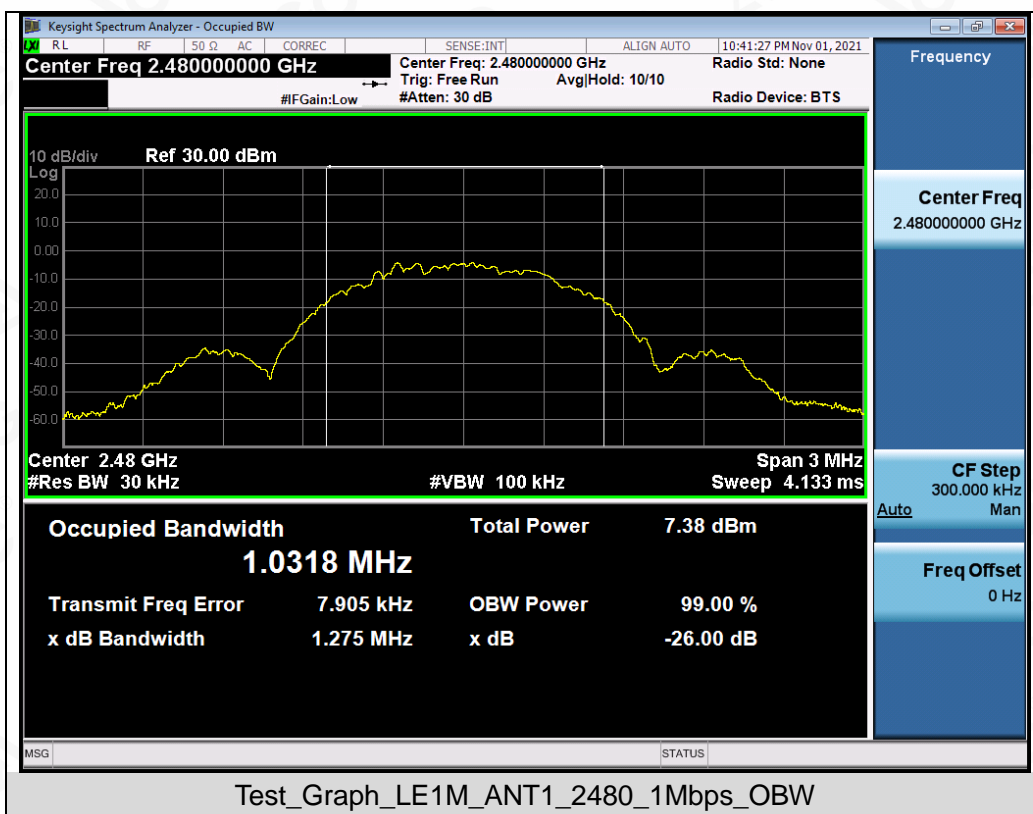 Keysight Spectrum Analyzer - Occupied BW
LXI RL RF 50 Ω AC CORREC SENSE:INT ALIGN AUTO 10:41:27 PM Nov 01, 2021
Center Freq 2.480000000 GHz
Center Freq: 2.480000000 GHz Radio Std: None
Trig: Free Run Avg|Hold: 10/10
#IFGain:Low #Atten: 30 dB Radio Device: BTS
10 dB/div Ref 30.00 dBm
Log
20.0
10.0
0.00
-10.0
-20.0
-30.0
-40.0
-50.0
-60.0
Center 2.48 GHz Span 3 MHz
#Res BW 30 kHz #VBW 100 kHz Sweep 4.133 ms
Occupied Bandwidth Total Power 7.38 dBm
1.0318 MHz
Transmit Freq Error 7.905 kHz OBW Power 99.00 %
x dB Bandwidth 1.275 MHz x dB -26.00 dB
Frequency
Center Freq
2.480000000 GHz
CF Step
300.000 kHz
Auto Man
Freq Offset
0 Hz
MSG STATUS
Test_Graph_LE1M_ANT1_2480_1Mbps_OBW